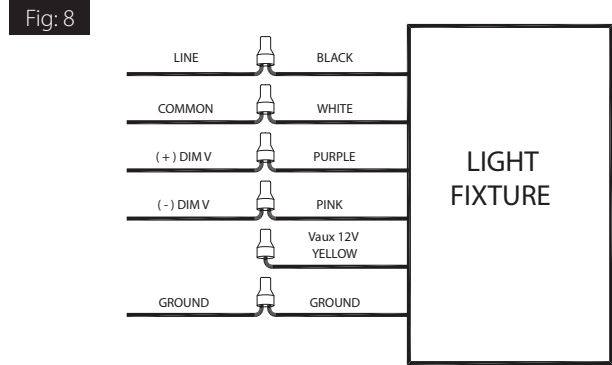 Fig: 8
LINE BLACK
COMMON WHITE
( + ) DIM V PURPLE
( - ) DIM V PINK
Vaux 12V
YELLOW
GROUND GROUND
LIGHT
FIXTURE